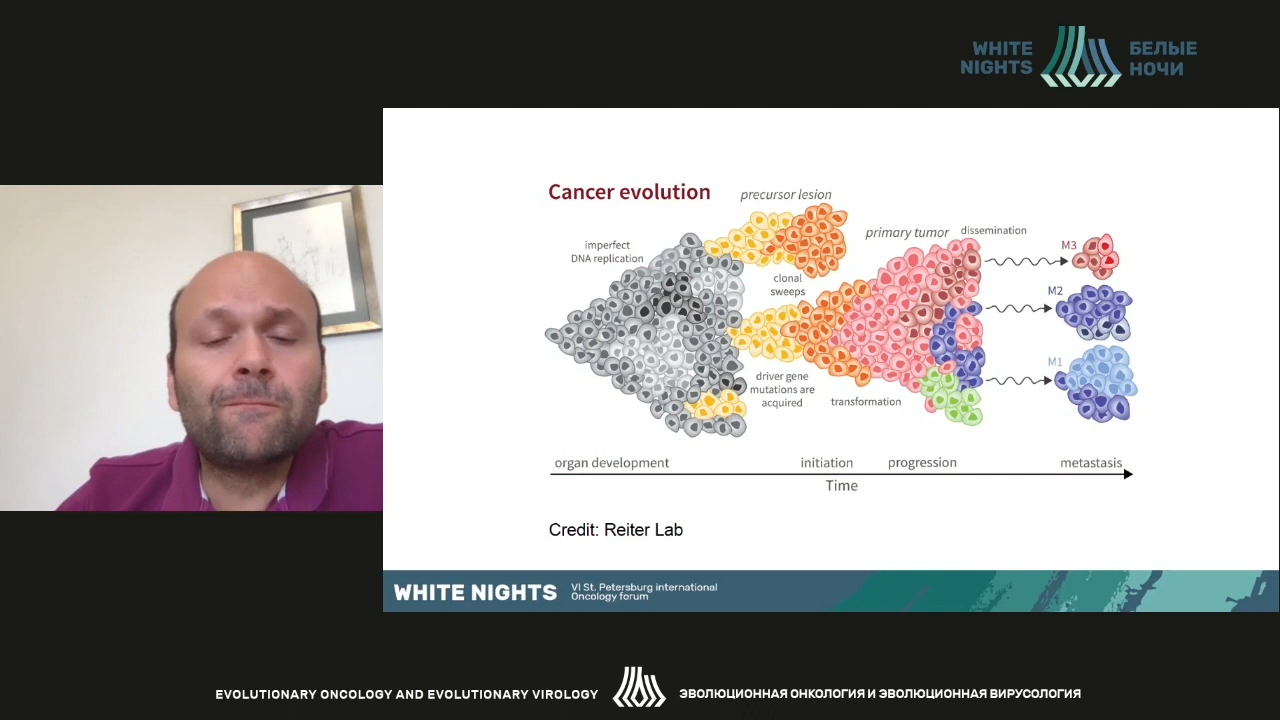 WHITE
NIGHTS
БЕЛЫЕ
НОЧИ
Cancer evolution
precursor lesion
imperfect
DNA replication
primary tumor
dissemination
M3
clonal
sweeps
M2
M1
driver gene
mutations are
acquired
transformation
organ development
initiation
progression
metastasis
Time
Credit: Reiter Lab
WHITE NIGHTS
VI St. Petersburg international
Oncology forum
EVOLUTIONARY ONCOLOGY AND EVOLUTIONARY VIROLOGY
ЭВОЛЮЦИОННАЯ ОНКОЛОГИЯ И ЭВОЛЮЦИОННАЯ ВИРУСОЛОГИЯ